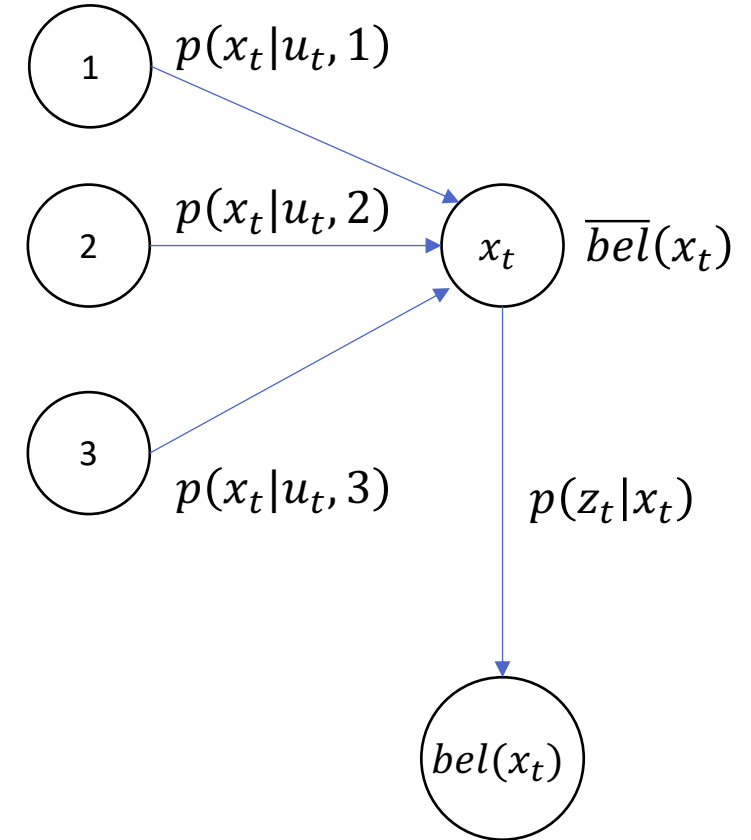 1
p(x_t|u_t, 1)
2
p(x_t|u_t, 2)
x_t
\overline{bel}(x_t)
3
p(x_t|u_t, 3)
p(z_t|x_t)
bel(x_t)